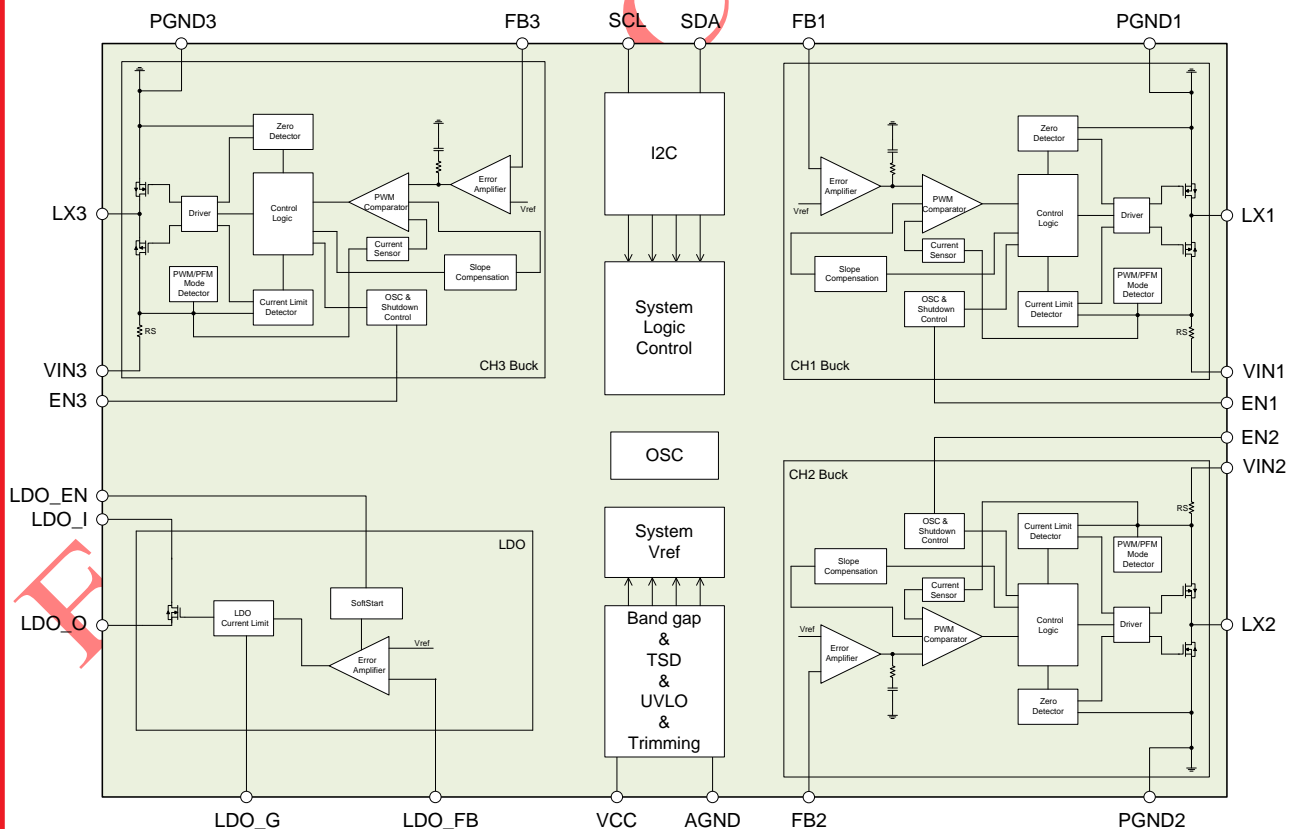 PGND3
FB3
SCL
SDA
FB1
PGND1
Zero
Detector
Error
Amplifier
Vref
PWM
Comparator
Control
Logic
Driver
LX3
Current
Sensor
Slope
Compensation
PWM/PFM
Mode
Detector
Current Limit
Detector
OSC &
Shutdown
Control
RS
CH3 Buck
VIN3
EN3
I2C
System
Logic
Control
OSC
System
Vref
Band gap
&
TSD
&
UVLO
&
Trimming
Zero
Detector
Error
Amplifier
Vref
PWM
Comparator
Control
Logic
Driver
LX1
Current
Sensor
Slope
Compensation
PWM/PFM
Mode
Detector
OSC &
Shutdown
Control
Current Limit
Detector
RS
CH1 Buck
VIN1
EN1
EN2
VIN2
CH2 Buck
RS
OSC &
Shutdown
Control
Current Limit
Detector
PWM/PFM
Mode
Detector
Slope
Compensation
Current
Sensor
Vref
Error
Amplifier
PWM
Comparator
Control
Logic
Driver
LX2
Zero
Detector
LDO_EN
LDO_I
LDO
SoftStart
LDO
Current Limit
LDO_O
Vref
Error
Amplifier
LDO_G
LDO_FB
VCC
AGND
FB2
PGND2